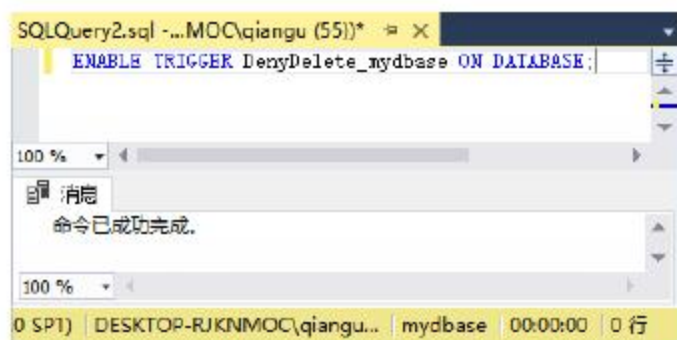 SQLQuery2.sql -...MOC\qiangu (55))*
ENABLE TRIGGER DenyDelete_mydbase ON DATABASE;
100 %
消息
命令已成功完成.
100 %
0 SP1) DESKTOP-RJKNMOC\qiangu... mydbase 00:00:00 0 行